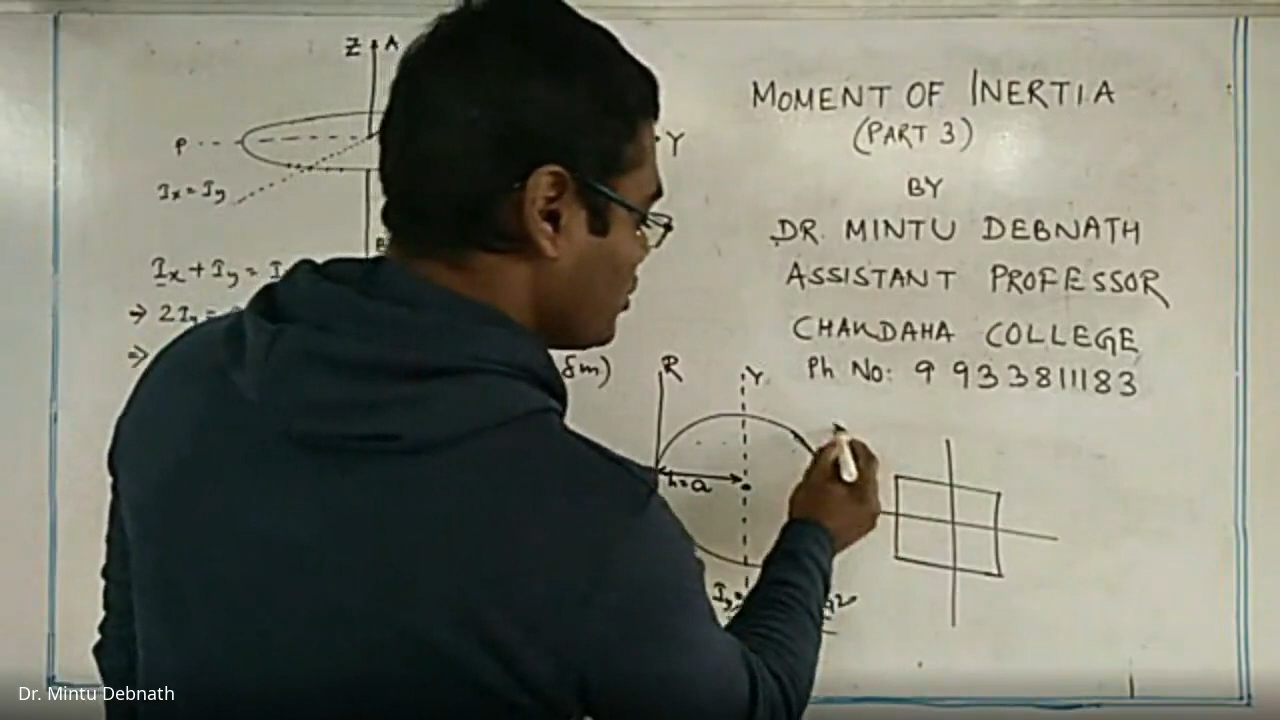 Z A
P
Y
Ix = Iy
B
Ix + Iy = I
⇒ 2Iy =
⇒
δm)
R
Y
h=a
MOMENT OF INERTIA
(PART 3)
BY
DR. MINTU DEBNATH
ASSISTANT PROFESSOR
CHAKDAHA COLLEGE
Ph No: 9933811183
Dr. Mintu Debnath